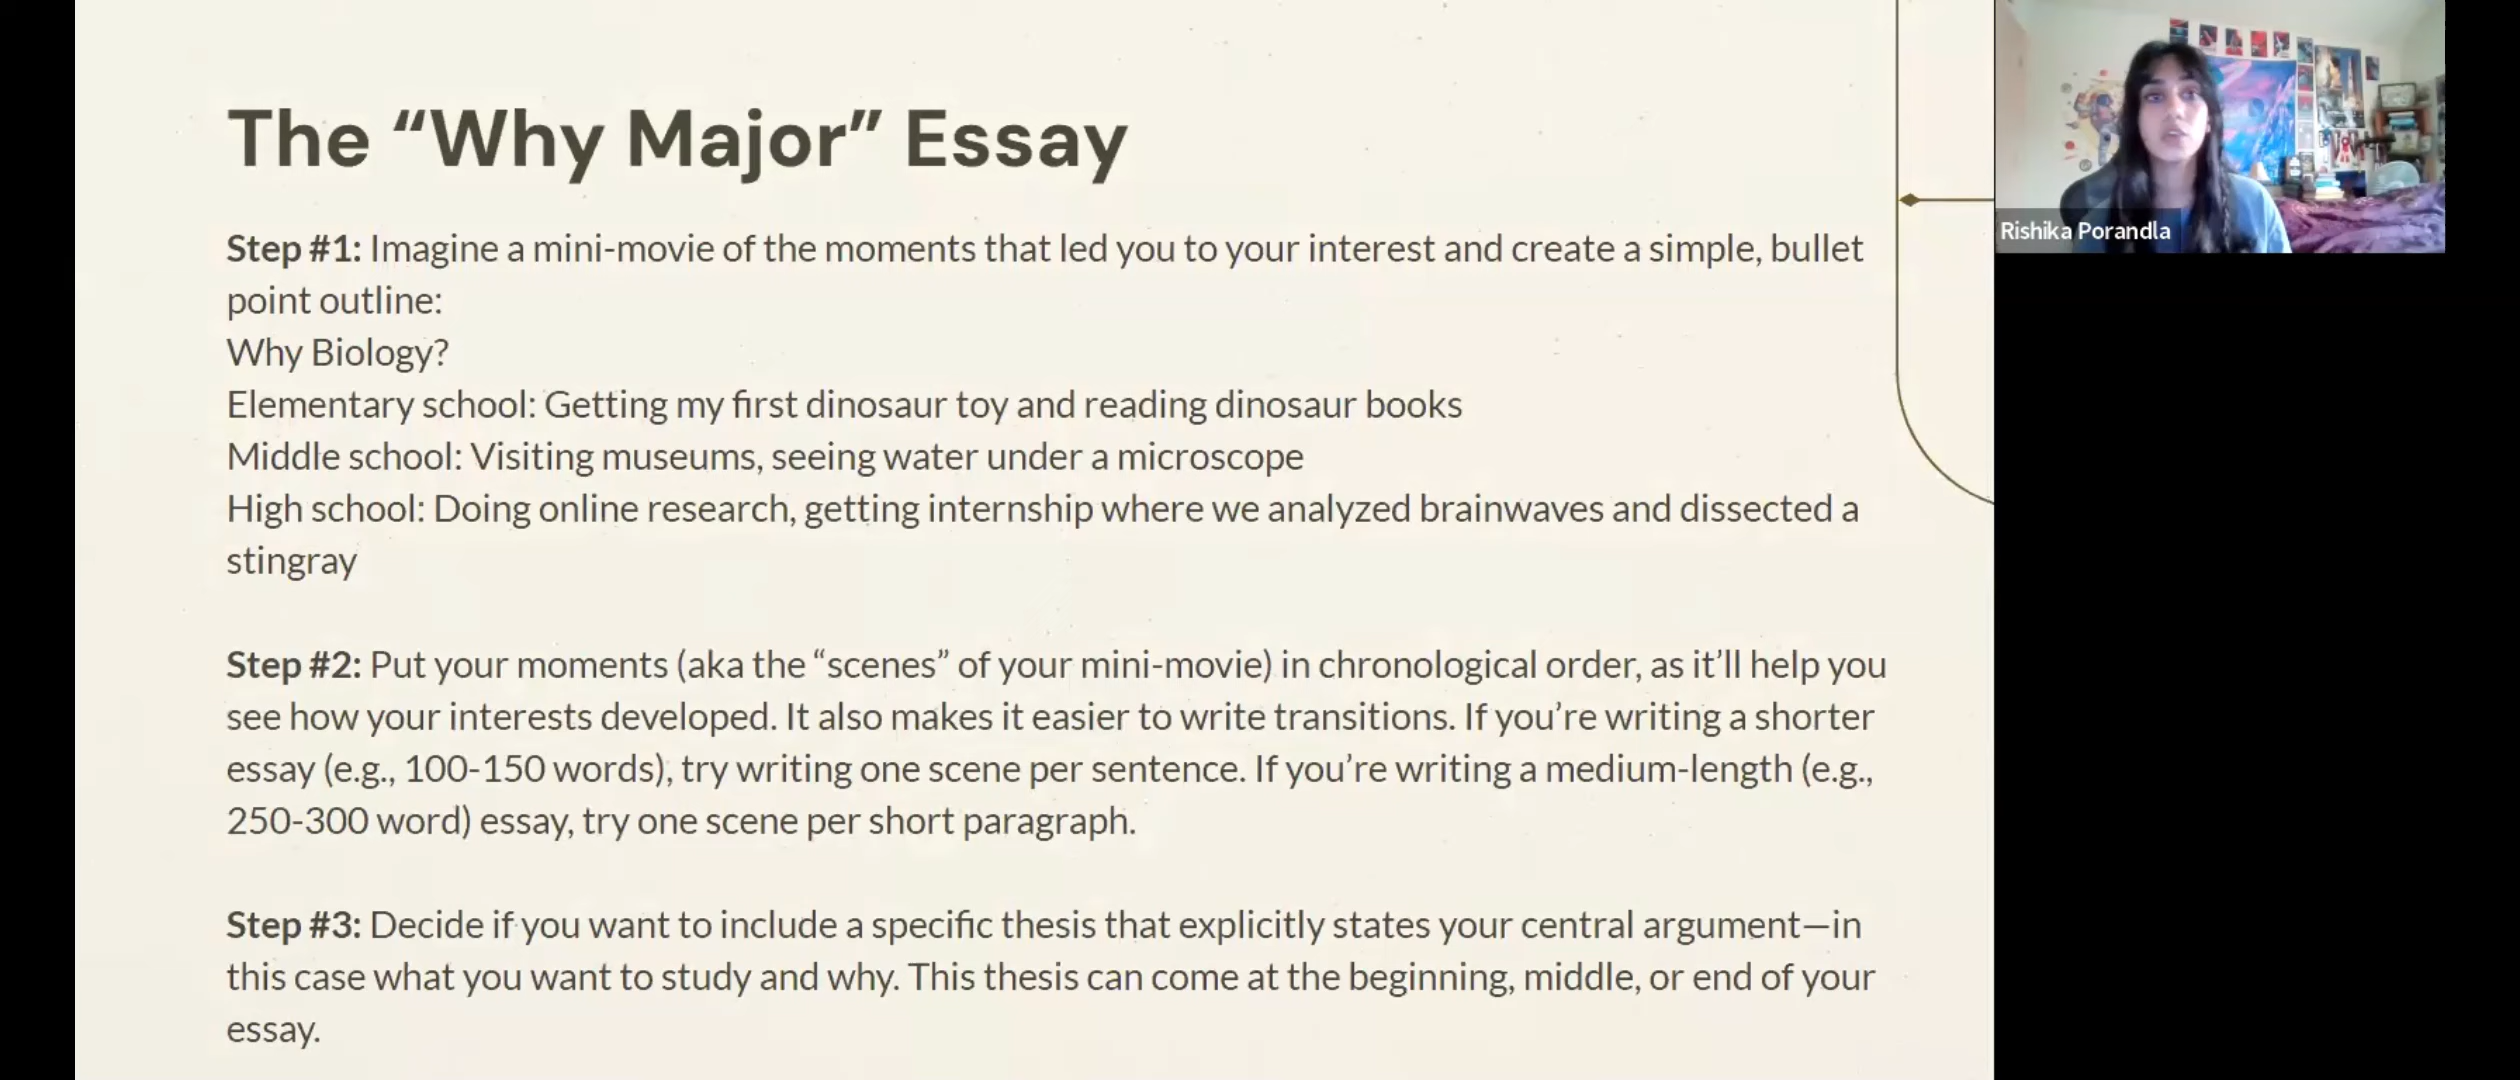 The “Why Major” Essay
Step #1: Imagine a mini-movie of the moments that led you to your interest and create a simple, bullet
point outline:
Why Biology?
Elementary school: Getting my first dinosaur toy and reading dinosaur books
Middle school: Visiting museums, seeing water under a microscope
High school: Doing online research, getting internship where we analyzed brainwaves and dissected a
stingray
Step #2: Put your moments (aka the “scenes” of your mini-movie) in chronological order, as it’ll help you
see how your interests developed. It also makes it easier to write transitions. If you’re writing a shorter
essay (e.g., 100-150 words), try writing one scene per sentence. If you’re writing a medium-length (e.g.,
250-300 word) essay, try one scene per short paragraph.
Step #3: Decide if you want to include a specific thesis that explicitly states your central argument—in
this case what you want to study and why. This thesis can come at the beginning, middle, or end of your
essay.
Rishika Porandla